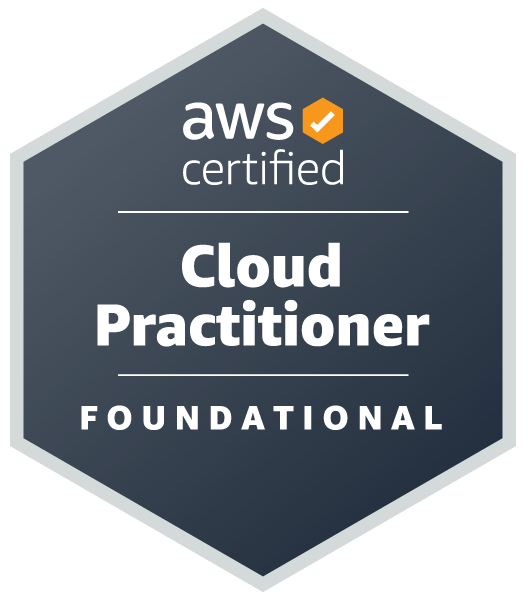 aws
certified
Cloud
Practitioner
FOUNDATIONAL